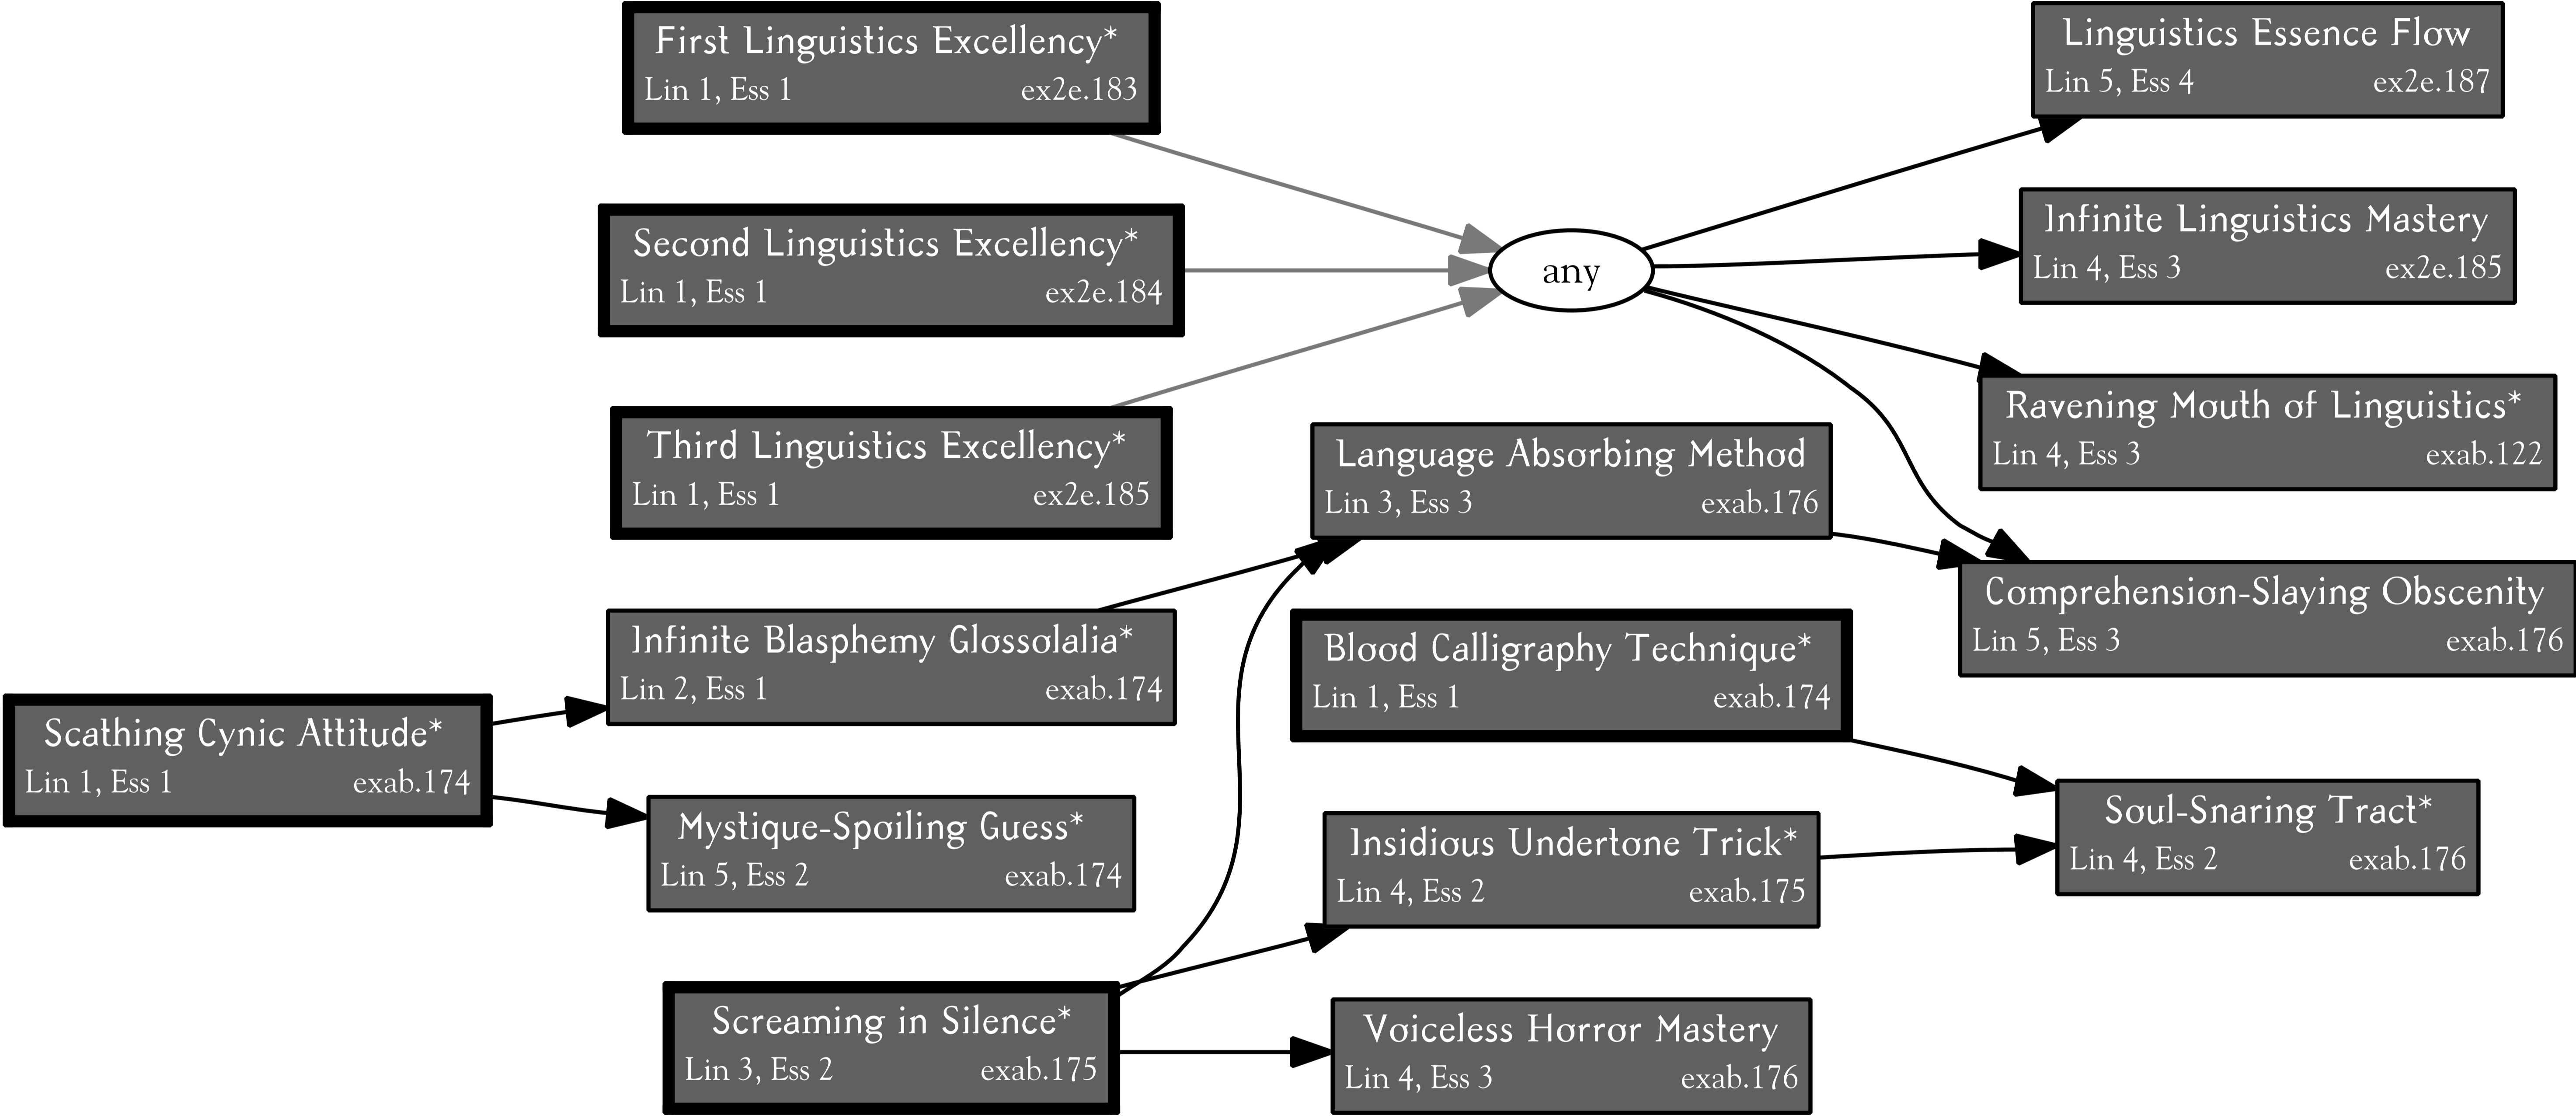 First Linguistics Excellency*
Lin 1, Ess 1 ex2e.183
Second Linguistics Excellency*
Lin 1, Ess 1 ex2e.184
Third Linguistics Excellency*
Lin 1, Ess 1 ex2e.185
any
Linguistics Essence Flow
Lin 5, Ess 4 ex2e.187
Infinite Linguistics Mastery
Lin 4, Ess 3 ex2e.185
Ravening Mouth of Linguistics*
Lin 4, Ess 3 exab.122
Language Absorbing Method
Lin 3, Ess 3 exab.176
Comprehension-Slaying Obscenity
Lin 5, Ess 3 exab.176
Infinite Blasphemy Glossolalia*
Lin 2, Ess 1 exab.174
Blood Calligraphy Technique*
Lin 1, Ess 1 exab.174
Scathing Cynic Attitude*
Lin 1, Ess 1 exab.174
Mystique-Spoiling Guess*
Lin 5, Ess 2 exab.174
Insidious Undertone Trick*
Lin 4, Ess 2 exab.175
Soul-Snaring Tract*
Lin 4, Ess 2 exab.176
Screaming in Silence*
Lin 3, Ess 2 exab.175
Voiceless Horror Mastery
Lin 4, Ess 3 exab.176